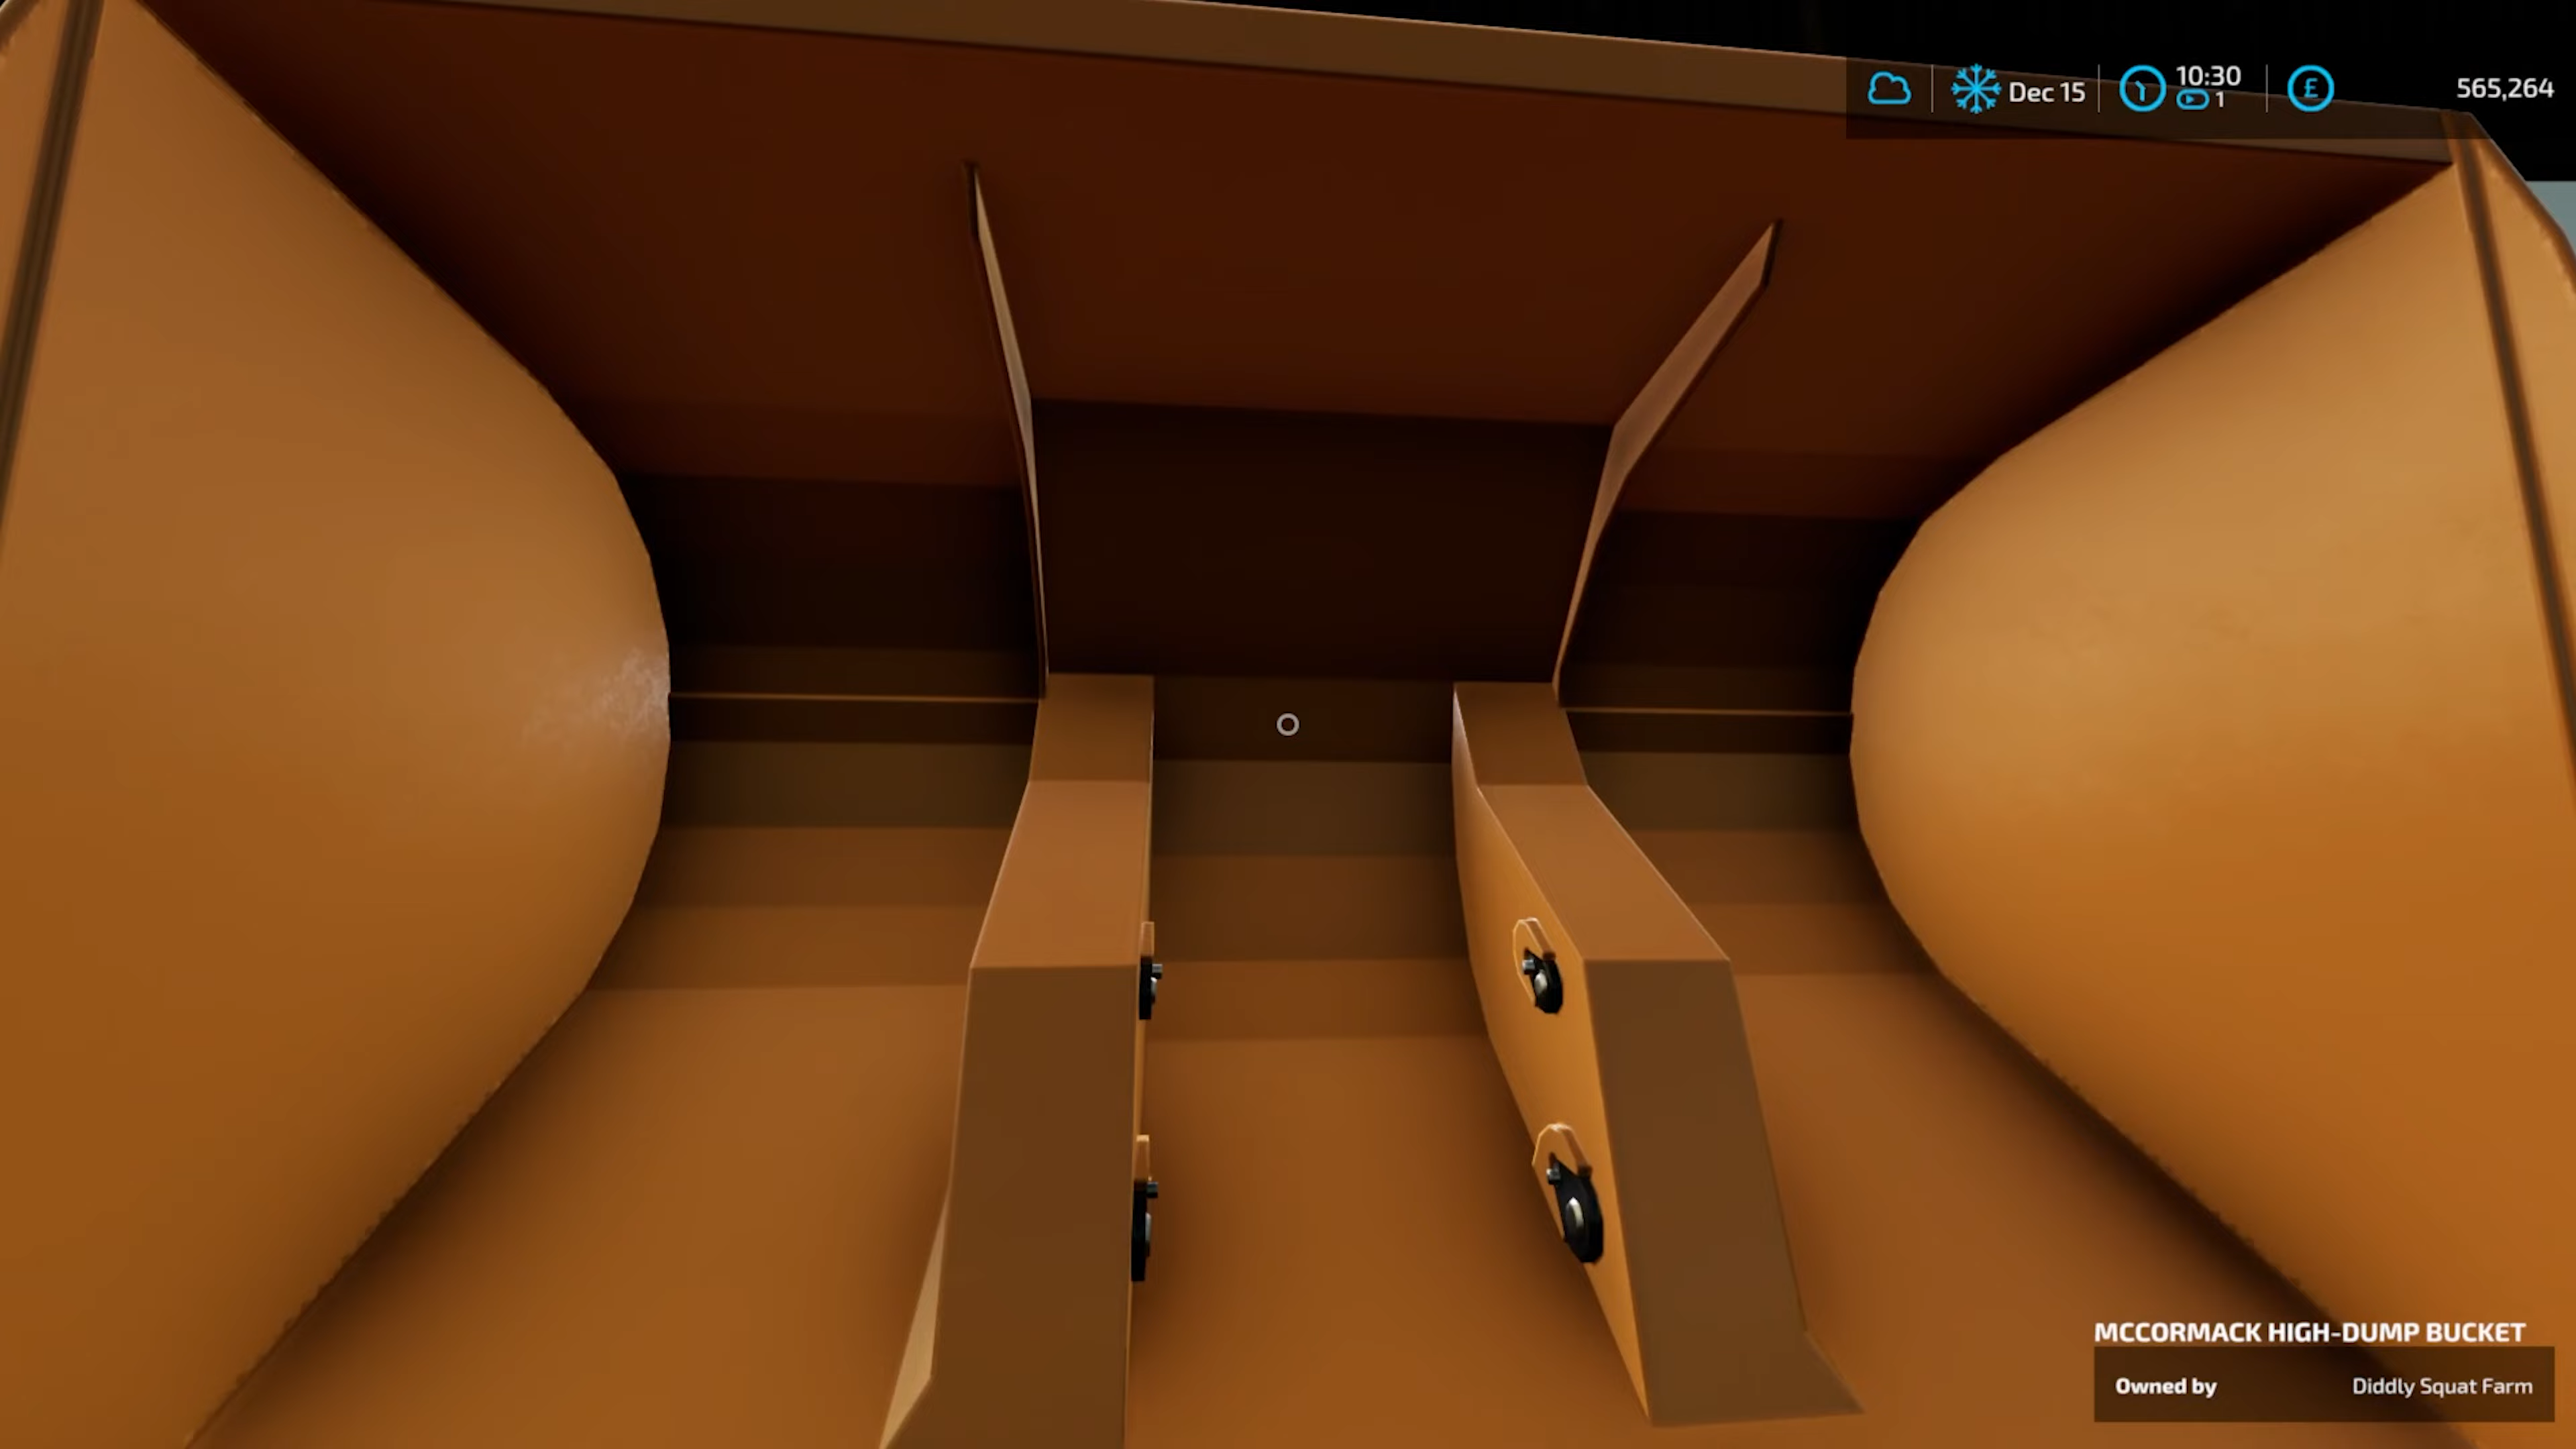 Dec 15
10:30
1
£
565,264
MCCORMACK HIGH-DUMP BUCKET
Owned by Diddly Squat Farm